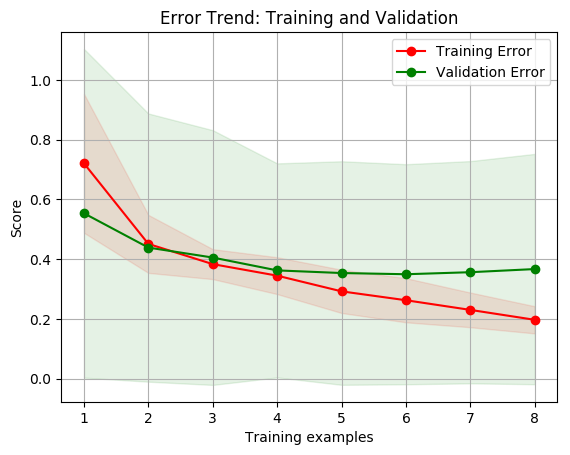 Error Trend: Training and Validation
Training Error
Validation Error
Score
1.0
0.8
0.6
0.4
0.2
0.0
1 2 3 4 5 6 7 8
Training examples